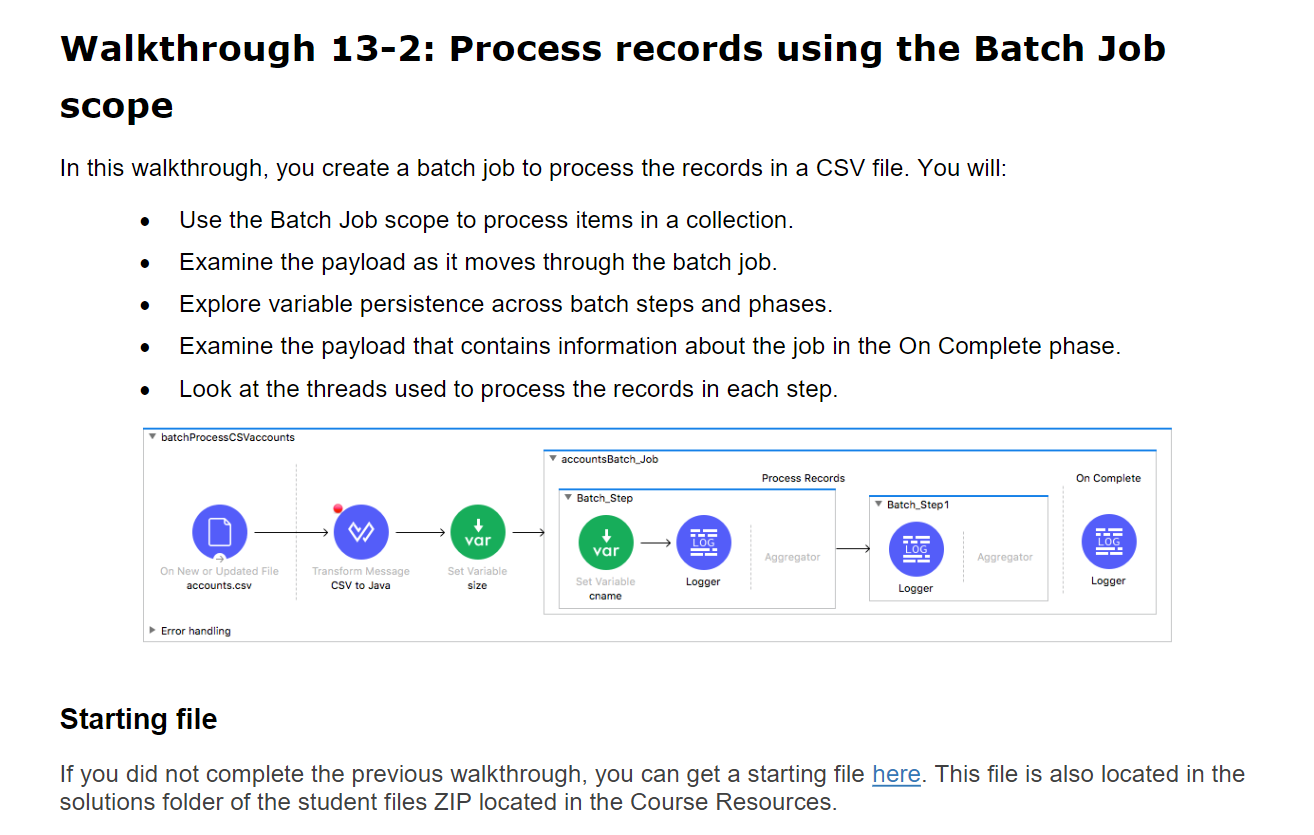 Walkthrough 13-2: Process records using the Batch Job
scope
In this walkthrough, you create a batch job to process the records in a CSV file. You will:
• Use the Batch Job scope to process items in a collection.
• Examine the payload as it moves through the batch job.
• Explore variable persistence across batch steps and phases.
• Examine the payload that contains information about the job in the On Complete phase.
• Look at the threads used to process the records in each step.
batchProcessCSVaccounts
accountsBatch_Job
Process Records
On Complete
Batch_Step
Batch_Step1
var
var
LOG
LOG
LOG
Aggregator
Aggregator
On New or Updated File
accounts.csv
Transform Message
CSV to Java
Set Variable
size
Set Variable
cname
Logger
Logger
Logger
Error handling
Starting file
If you did not complete the previous walkthrough, you can get a starting file here. This file is also located in the
solutions folder of the student files ZIP located in the Course Resources.